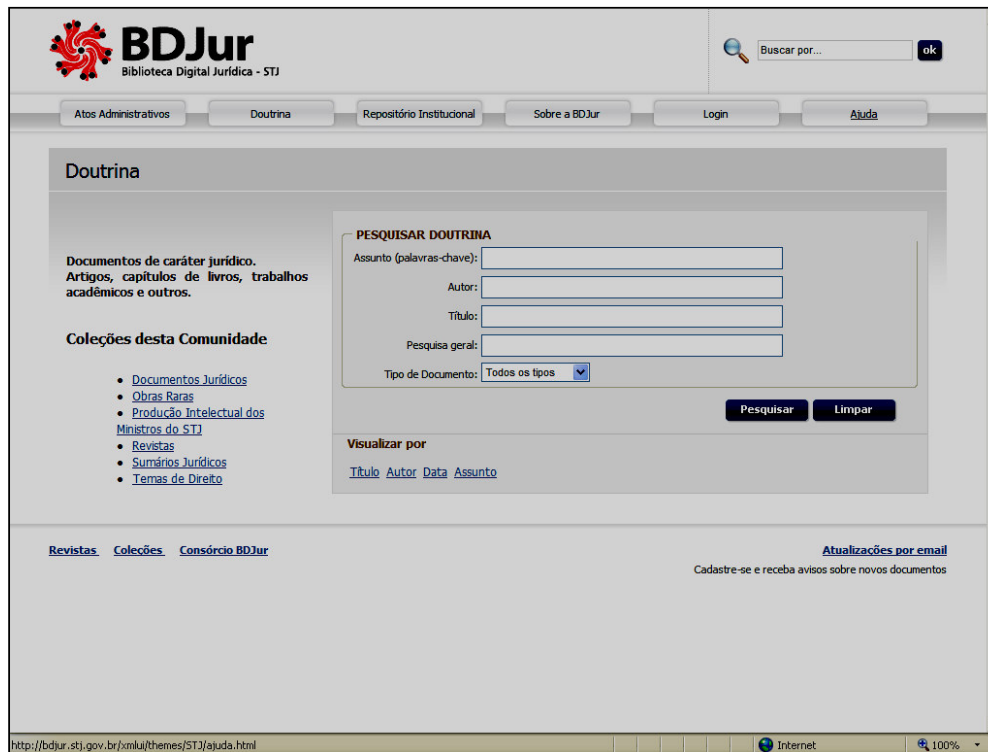 BDJur
Biblioteca Digital Jurídica - STJ
Buscar por... ok
Atos Administrativos Doutrina Repositório Institucional Sobre a BDJur Login Ajuda
Doutrina
Documentos de caráter jurídico.
Artigos, capítulos de livros, trabalhos
acadêmicos e outros.
Coleções desta Comunidade
Documentos Jurídicos
Obras Raras
Produção Intelectual dos
Ministros do STJ
Revistas
Sumários Jurídicos
Temas de Direito
PESQUISAR DOUTRINA
Assunto (palavras-chave):
Autor:
Título:
Pesquisa geral:
Tipo de Documento: Todos os tipos
Pesquisar Limpar
Visualizar por
Título Autor Data Assunto
Revistas Coleções Consórcio BDJur
Atualizações por email
Cadastre-se e receba avisos sobre novos documentos
http://bdjur.stj.gov.br/xmlui/themes/STJ/ajuda.html Internet 100%